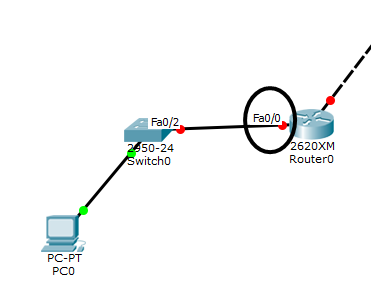 Fa0/2
2950-24
Switch0
Fa0/0
2620XM
Router0
PC-PT
PC0